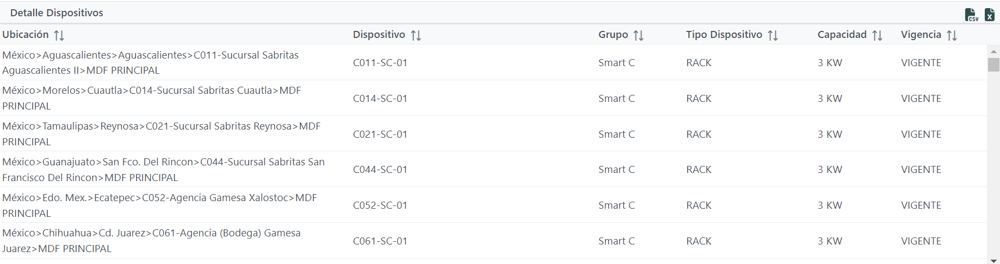 Detalle Dispositivos
CSV X
Ubicación Dispositivo Grupo Tipo Dispositivo Capacidad Vigencia
México>Aguascalientes>Aguascalientes>C011-Sucursal Sabritas
Aguascalientes II>MDF PRINCIPAL
C011-SC-01 Smart C RACK 3 KW VIGENTE
México>Morelos>Cuautla>C014-Sucursal Sabritas Cuautla>MDF
PRINCIPAL
C014-SC-01 Smart C RACK 3 KW VIGENTE
México>Tamaulipas>Reynosa>C021-Sucursal Sabritas Reynosa>MDF
PRINCIPAL
C021-SC-01 Smart C RACK 3 KW VIGENTE
México>Guanajuato>San Fco. Del Rincon>C044-Sucursal Sabritas San
Francisco Del Rincon>MDF PRINCIPAL
C044-SC-01 Smart C RACK 3 KW VIGENTE
México>Edo. Mex.>Ecatepec>C052-Agencia Gamesa Xalostoc>MDF
PRINCIPAL
C052-SC-01 Smart C RACK 3 KW VIGENTE
México>Chihuahua>Cd. Juarez>C061-Agencia (Bodega) Gamesa
Juarez>MDF PRINCIPAL
C061-SC-01 Smart C RACK 3 KW VIGENTE